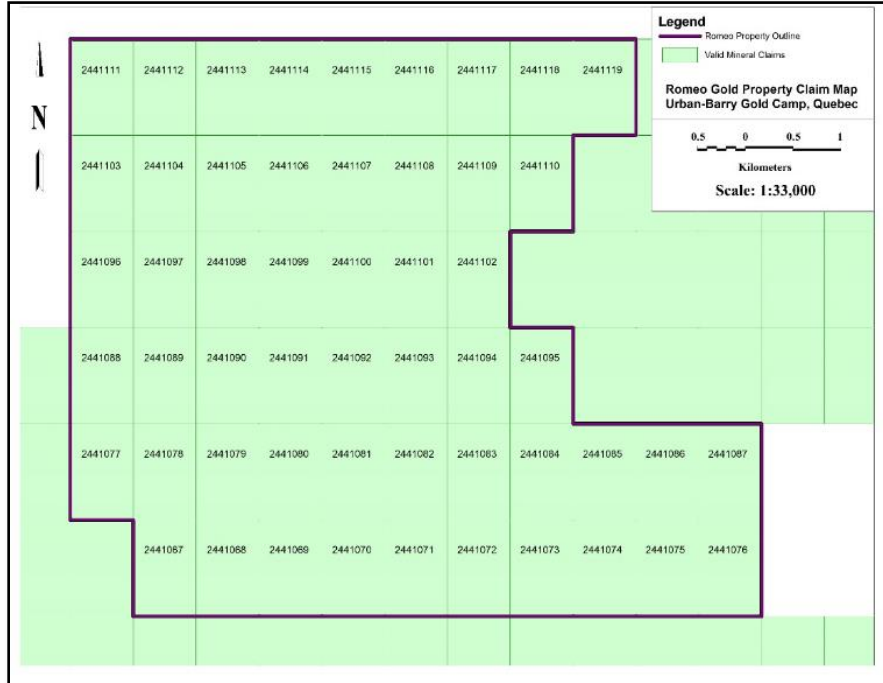 Legend
Romeo Property Outline
Valid Mineral Claims
Romeo Gold Property Claim Map
Urban-Barry Gold Camp, Quebec
0.5 0 0.5 1
Kilometers
Scale: 1:33,000
N
2441111 2441112 2441113 2441114 2441115 2441116 2441117 2441118 2441119
2441103 2441104 2441105 2441106 2441107 2441108 2441109 2441110
2441096 2441097 2441098 2441099 2441100 2441101 2441102
2441088 2441089 2441090 2441091 2441092 2441093 2441094 2441095
2441077 2441078 2441079 2441080 2441081 2441082 2441083 2441084 2441085 2441086 2441087
2441067 2441068 2441069 2441070 2441071 2441072 2441073 2441074 2441075 2441076